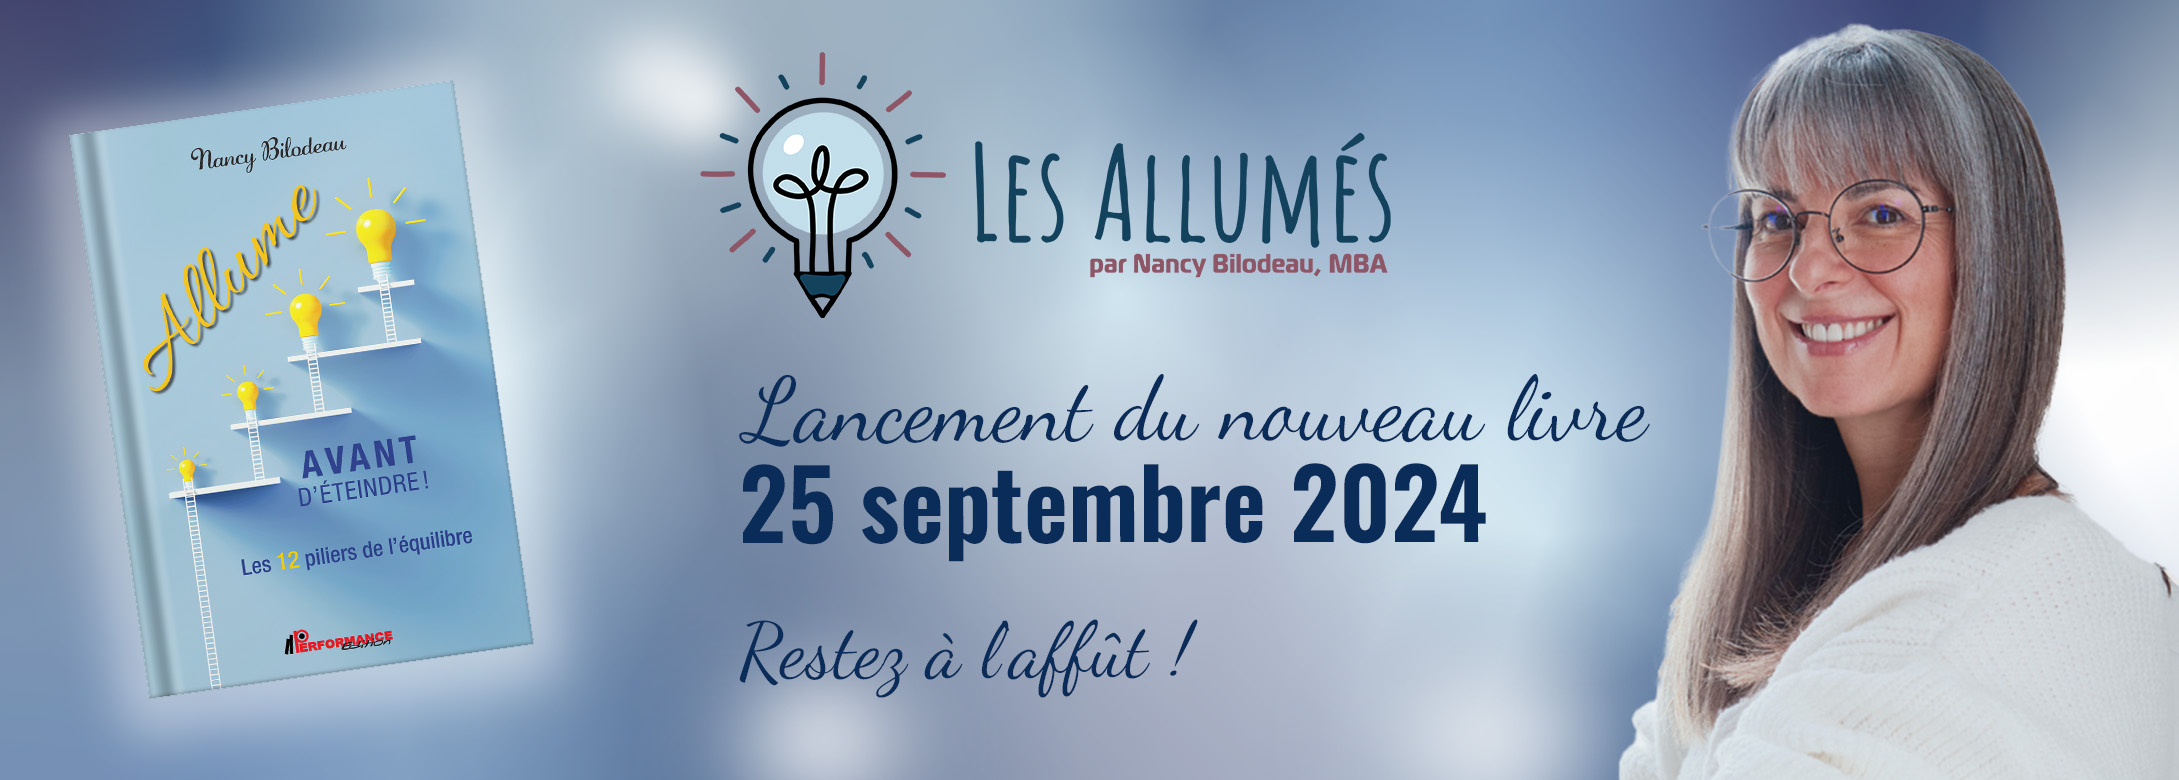 Nancy Bilodeau
Allume
AVANT
D'ÉTEINDRE !
Les 12 piliers de l'équilibre
PERFORMANCE
EDITION
LES ALLUMÉS
par Nancy Bilodeau, MBA
Lancement du nouveau livre
25 septembre 2024
Restez à l'affût !